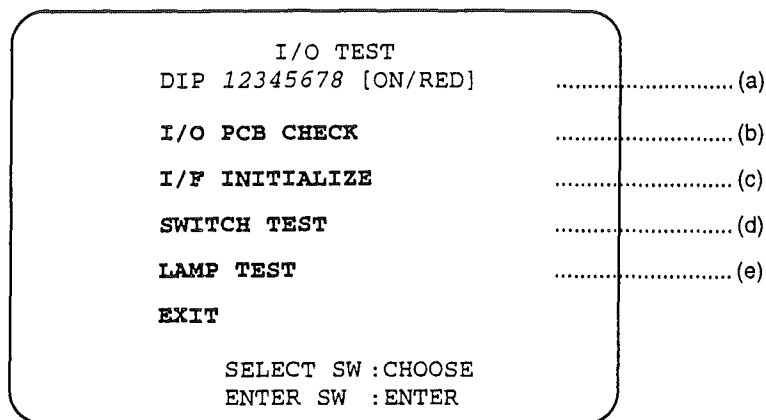 I/O TEST
DIP 12345678 [ON/RED] ............................ (a)
I/O PCB CHECK ............................ (b)
I/F INITIALIZE ............................ (c)
SWITCH TEST ............................ (d)
LAMP TEST ............................ (e)
EXIT
SELECT SW :CHOOSE
ENTER SW :ENTER